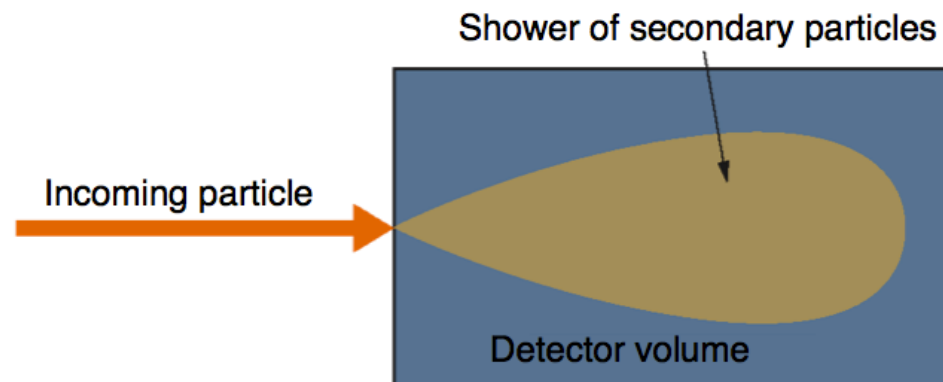 Shower of secondary particles
Incoming particle
Detector volume